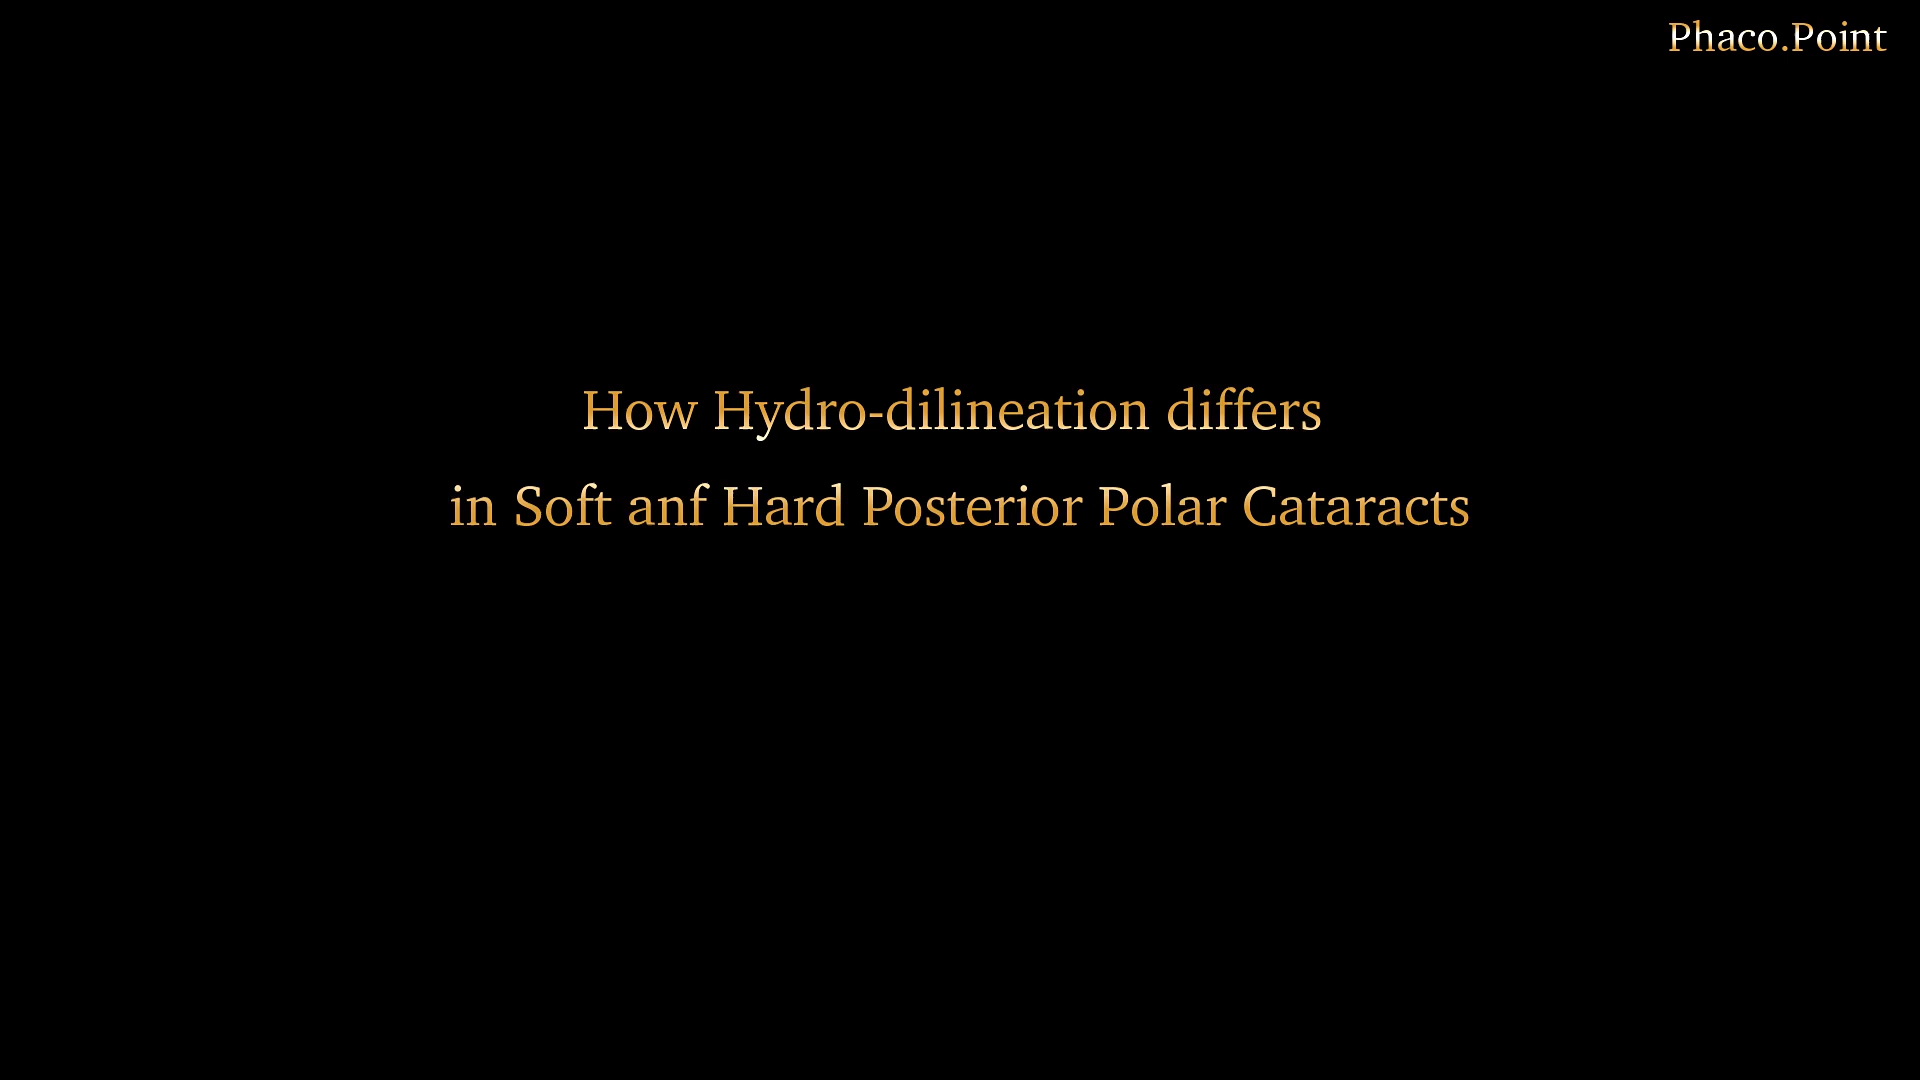 Phaco.Point
How Hydro-dilineation differs
in Soft anf Hard Posterior Polar Cataracts